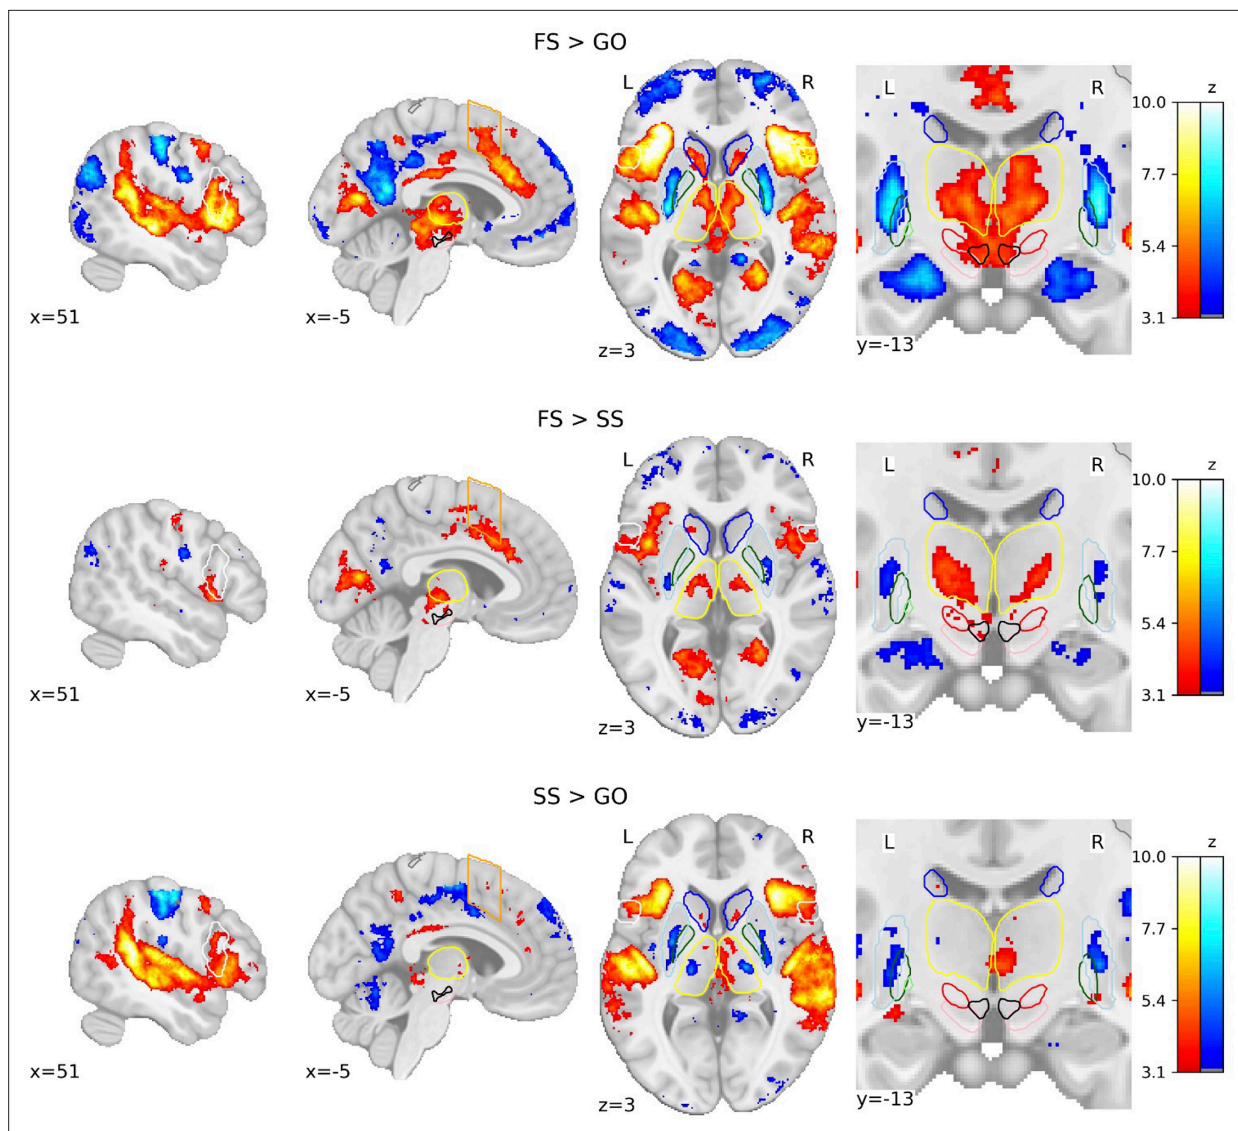 FS > GO
L R L R z
10.0
7.7
5.4
3.1
x=51 x=-5 z=3 y=-13
FS > SS
L R L R z
10.0
7.7
5.4
3.1
x=51 x=-5 z=3 y=-13
SS > GO
L R L R z
10.0
7.7
5.4
3.1
x=51 x=-5 z=3 y=-13